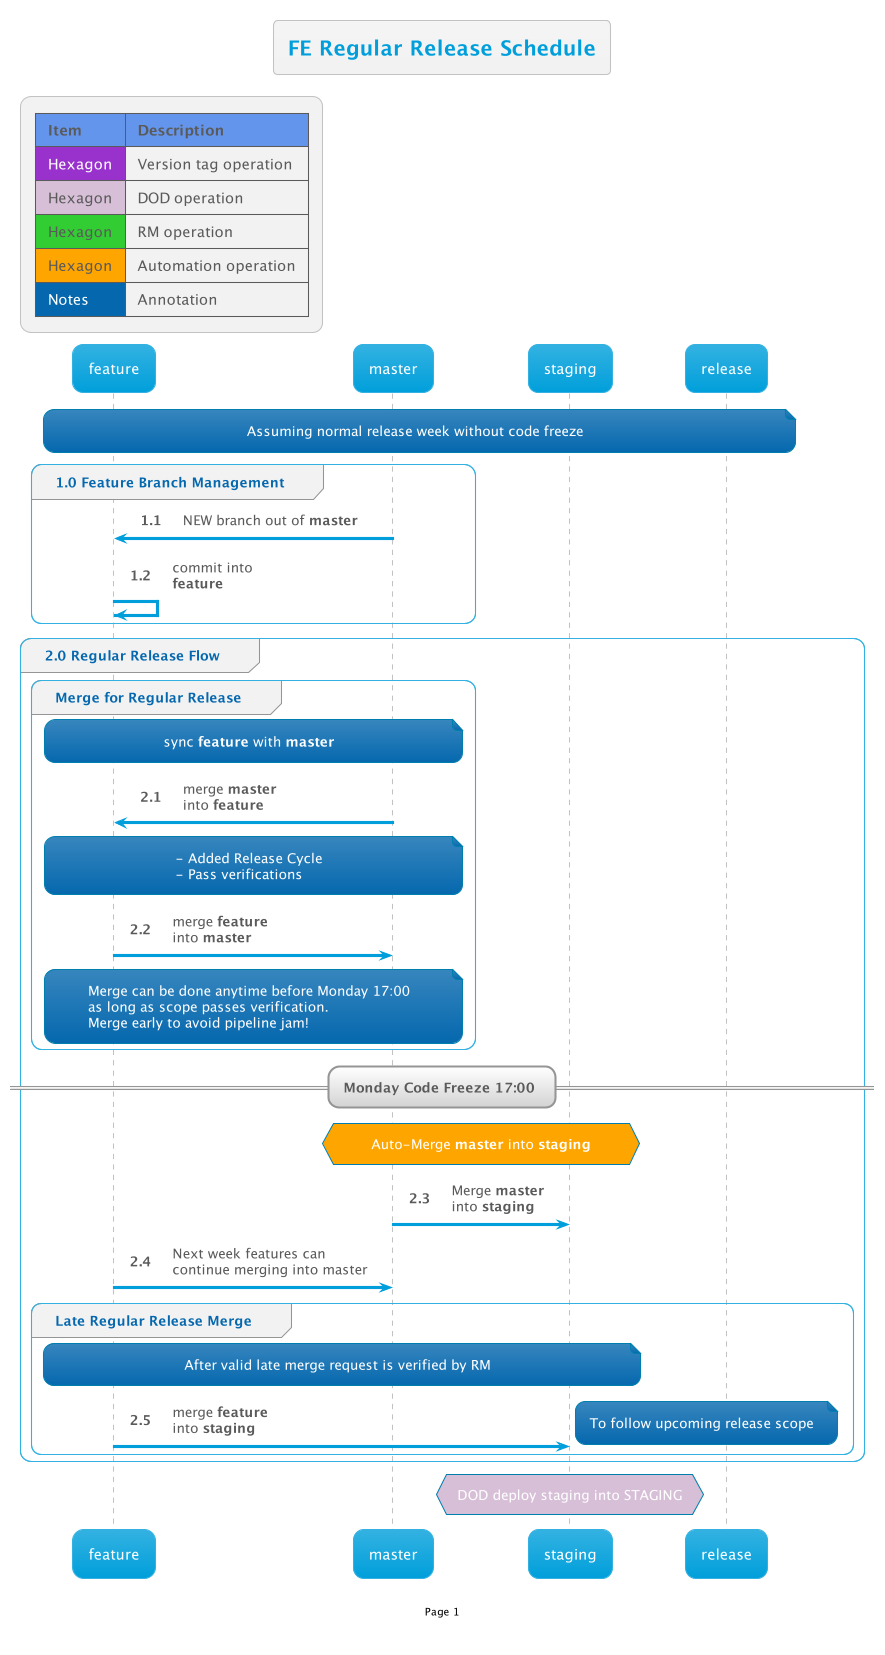 FE Regular Release Schedule
Item Description
Hexagon Version tag operation
Hexagon DOD operation
Hexagon RM operation
Hexagon Automation operation
Notes Annotation
feature master staging release
Assuming normal release week without code freeze
1.0 Feature Branch Management
1.1 NEW branch out of master
1.2 commit into
feature
2.0 Regular Release Flow
Merge for Regular Release
sync feature with master
2.1 merge master
into feature
- Added Release Cycle
- Pass verifications
2.2 merge feature
into master
Merge can be done anytime before Monday 17:00
as long as scope passes verification.
Merge early to avoid pipeline jam!
Monday Code Freeze 17:00
Auto-Merge master into staging
2.3 Merge master
into staging
2.4 Next week features can
continue merging into master
Late Regular Release Merge
After valid late merge request is verified by RM
2.5 merge feature
into staging
To follow upcoming release scope
DOD deploy staging into STAGING
feature master staging release
Page 1